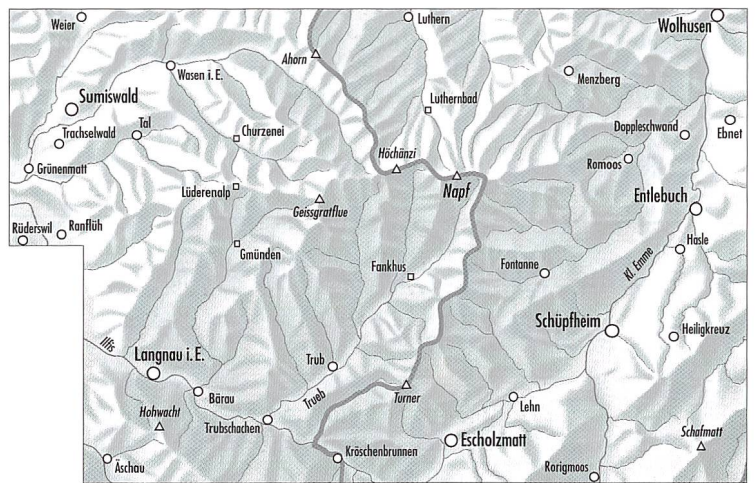 Weier
Luthern
Wolhusen
Ahorn
Wasen i.E.
Menzberg
Sumiswald
Luthernbad
Trachselwald
Tal
Churzenei
Doppleschwand
Ebnet
Höchänzi
Romoos
Grünenmatt
Napf
Lüderenalp
Geissgratflue
Entlebuch
Rüderswil
Ranflüh
Gmünden
Hasle
Fankhus
Fontanne
Kl. Emme
Schüpfheim
Heiligkreuz
Ilfis
Langnau i.E.
Trub
Bärau
Trueb
Turner
Lehn
Hohwacht
Trubschachen
Escholzmatt
Schafmatt
Äschau
Kröschenbrunnen
Rorigmoos